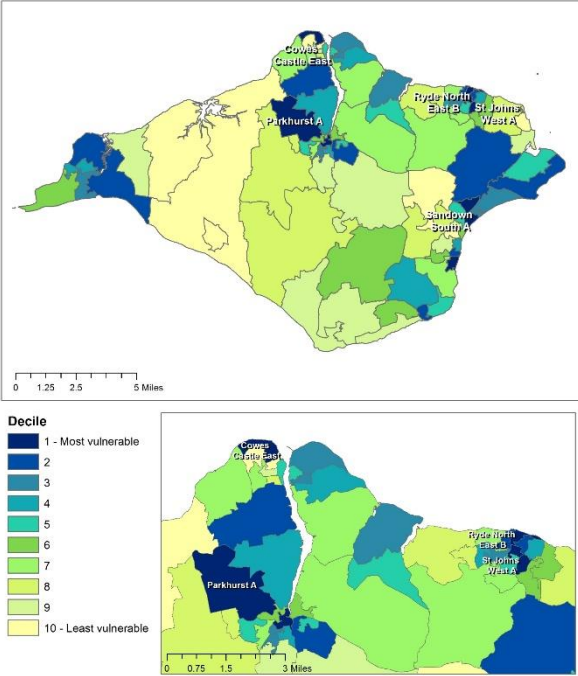 Cowes
Castle East
Ryde North
East B
St Johns
West A
Parkhurst A
Sandown
South A
0 1.25 2.5 5 Miles
Decile
1 - Most vulnerable
2
3
4
5
6
7
8
9
10 - Least vulnerable
Cowes
Castle East
Ryde North
East B
St Johns
West A
Parkhurst A
0 0.75 1.5 3 Miles